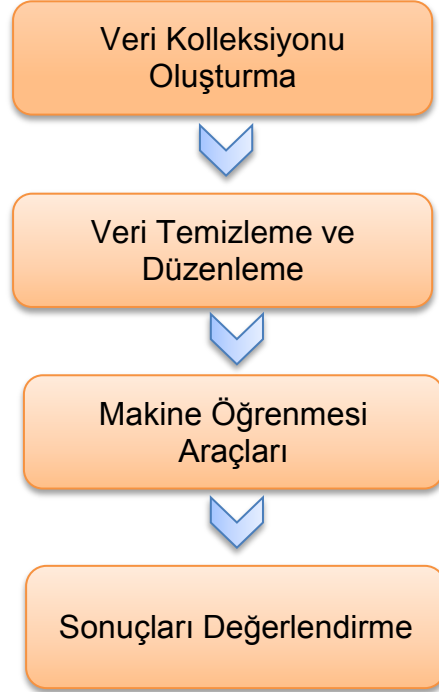 Veri Kolleksiyonu
Oluşturma
Veri Temizleme ve
Düzenleme
Makine Öğrenmesi
Araçları
Sonuçları Değerlendirme